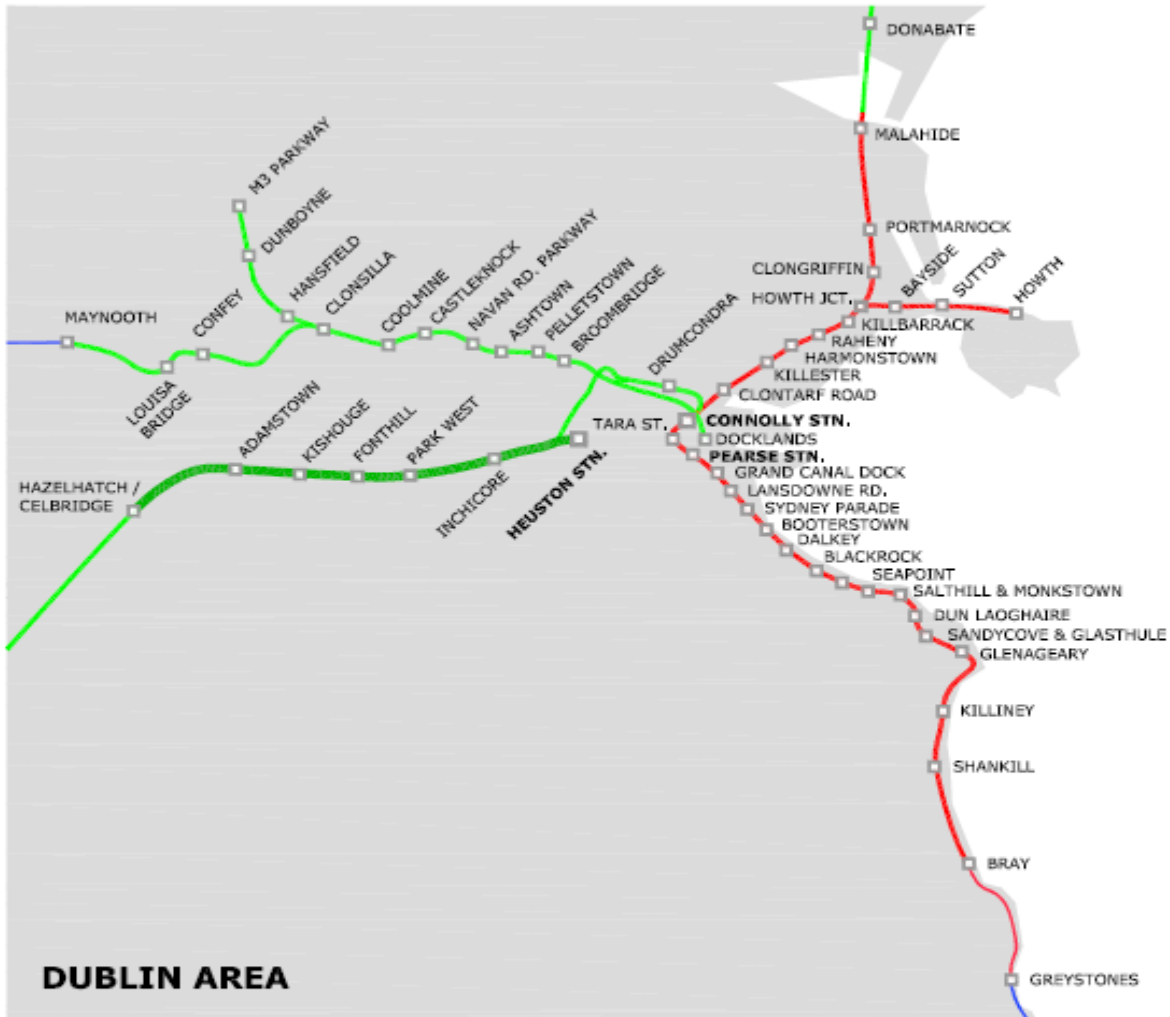 DONABATE
MALAHIDE
M3 PARKWAY
DUNBOYNE
PORTMARNOCK
HANSFIELD
CLONSILLA
COOLMINE
CASTLEKNOCK
NAVAN RD. PARKWAY
ASHTOWN
PELLETSTOWN
BROOMBRIDGE
DRUMCONDRA
CLONGRIFFIN
HOWTH JCT.
BAYSIDE
SUTTON
HOWTH
MAYNOOTH
CONFEY
LOUISA
BRIDGE
KILLBARRACK
RAHENY
HARMONSTOWN
KILLESTER
CLONTARF ROAD
TARA ST.
CONNOLLY STN.
DOCKLANDS
PEARSE STN.
HAZELHATCH /
CELBRIDGE
ADAMSTOWN
KISHOUGE
FONTHILL
PARK WEST
INCHICORE
HEUSTON STN.
GRAND CANAL DOCK
LANSDOWNE RD.
SYDNEY PARADE
BOOTERSTOWN
DALKEY
BLACKROCK
SEAPOINT
SALTHILL & MONKSTOWN
DUN LAOGHAIRE
SANDYCOVE & GLASTHULE
GLENAGEARY
KILLINEY
SHANKILL
BRAY
GREYSTONES
DUBLIN AREA